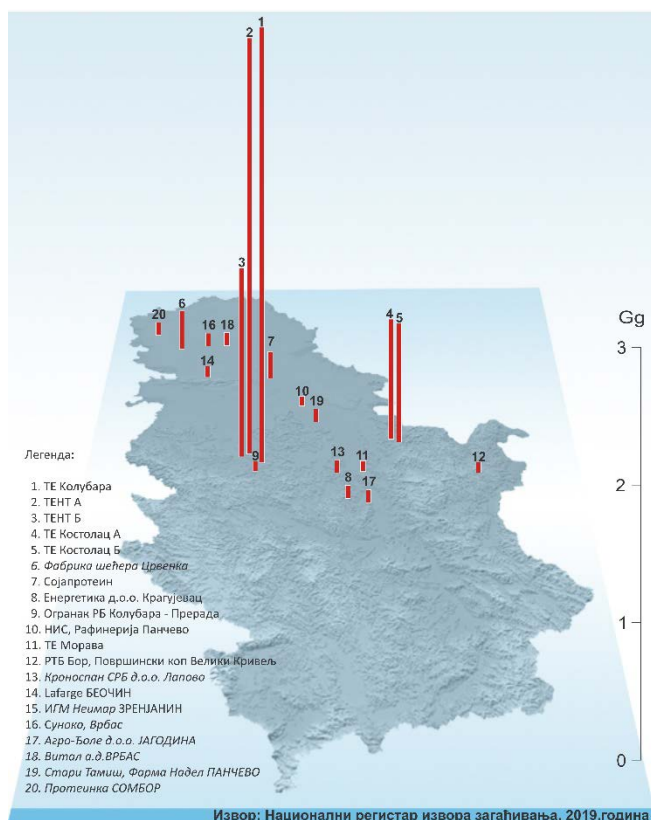 1
2
3
4
5
6
20
16
18
7
14
10
19
9
13
11
8
17
12
Gg
3
2
1
0
Легенда:
1. ТЕ Колубара
2. ТЕНТ А
3. ТЕНТ Б
4. ТЕ Костолац А
5. ТЕ Костолац Б
6. Фабрика шећера Црвенка
7. Сојапротеин
8. Енергетика д.о.о. Крагујевац
9. Огранак РБ Колубара - Прерада
10. НИС, Рафинерија Панчево
11. ТЕ Морава
12. РТБ Бор, Површински коп Велики Кривељ
13. Кроноспан СРБ д.о.о. Лапово
14. Lafarge БЕОЧИН
15. ИГМ Неимар ЗРЕЊАНИН
16. Суноко, Врбас
17. Агро-Ђоле д.о.о. ЈАГОДИНА
18. Витал а.д.ВРБАС
19. Стари Тамиш, Фарма Надел ПАНЧЕВО
20. Протеинка СОМБОР
Извор: Национални регистар извора загађивања, 2019.година